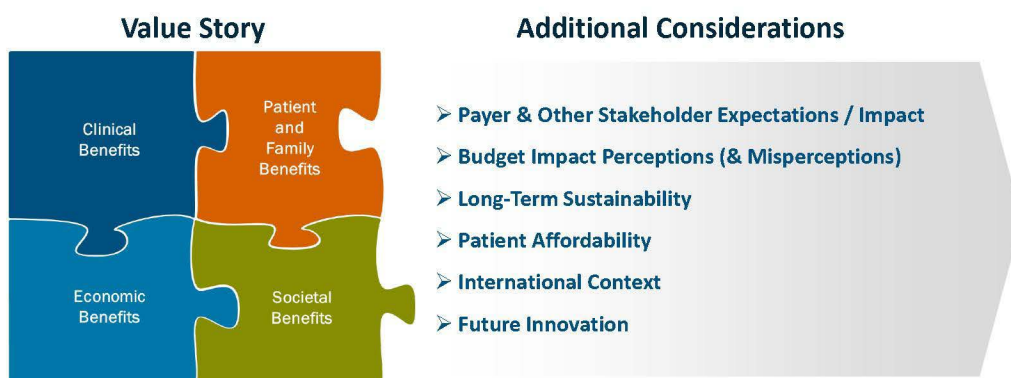 Value Story
Clinical
Benefits
Patient
and
Family
Benefits
Economic
Benefits
Societal
Benefits
Additional Considerations
➢ Payer & Other Stakeholder Expectations / Impact
➢ Budget Impact Perceptions (& Misperceptions)
➢ Long-Term Sustainability
➢ Patient Affordability
➢ International Context
➢ Future Innovation